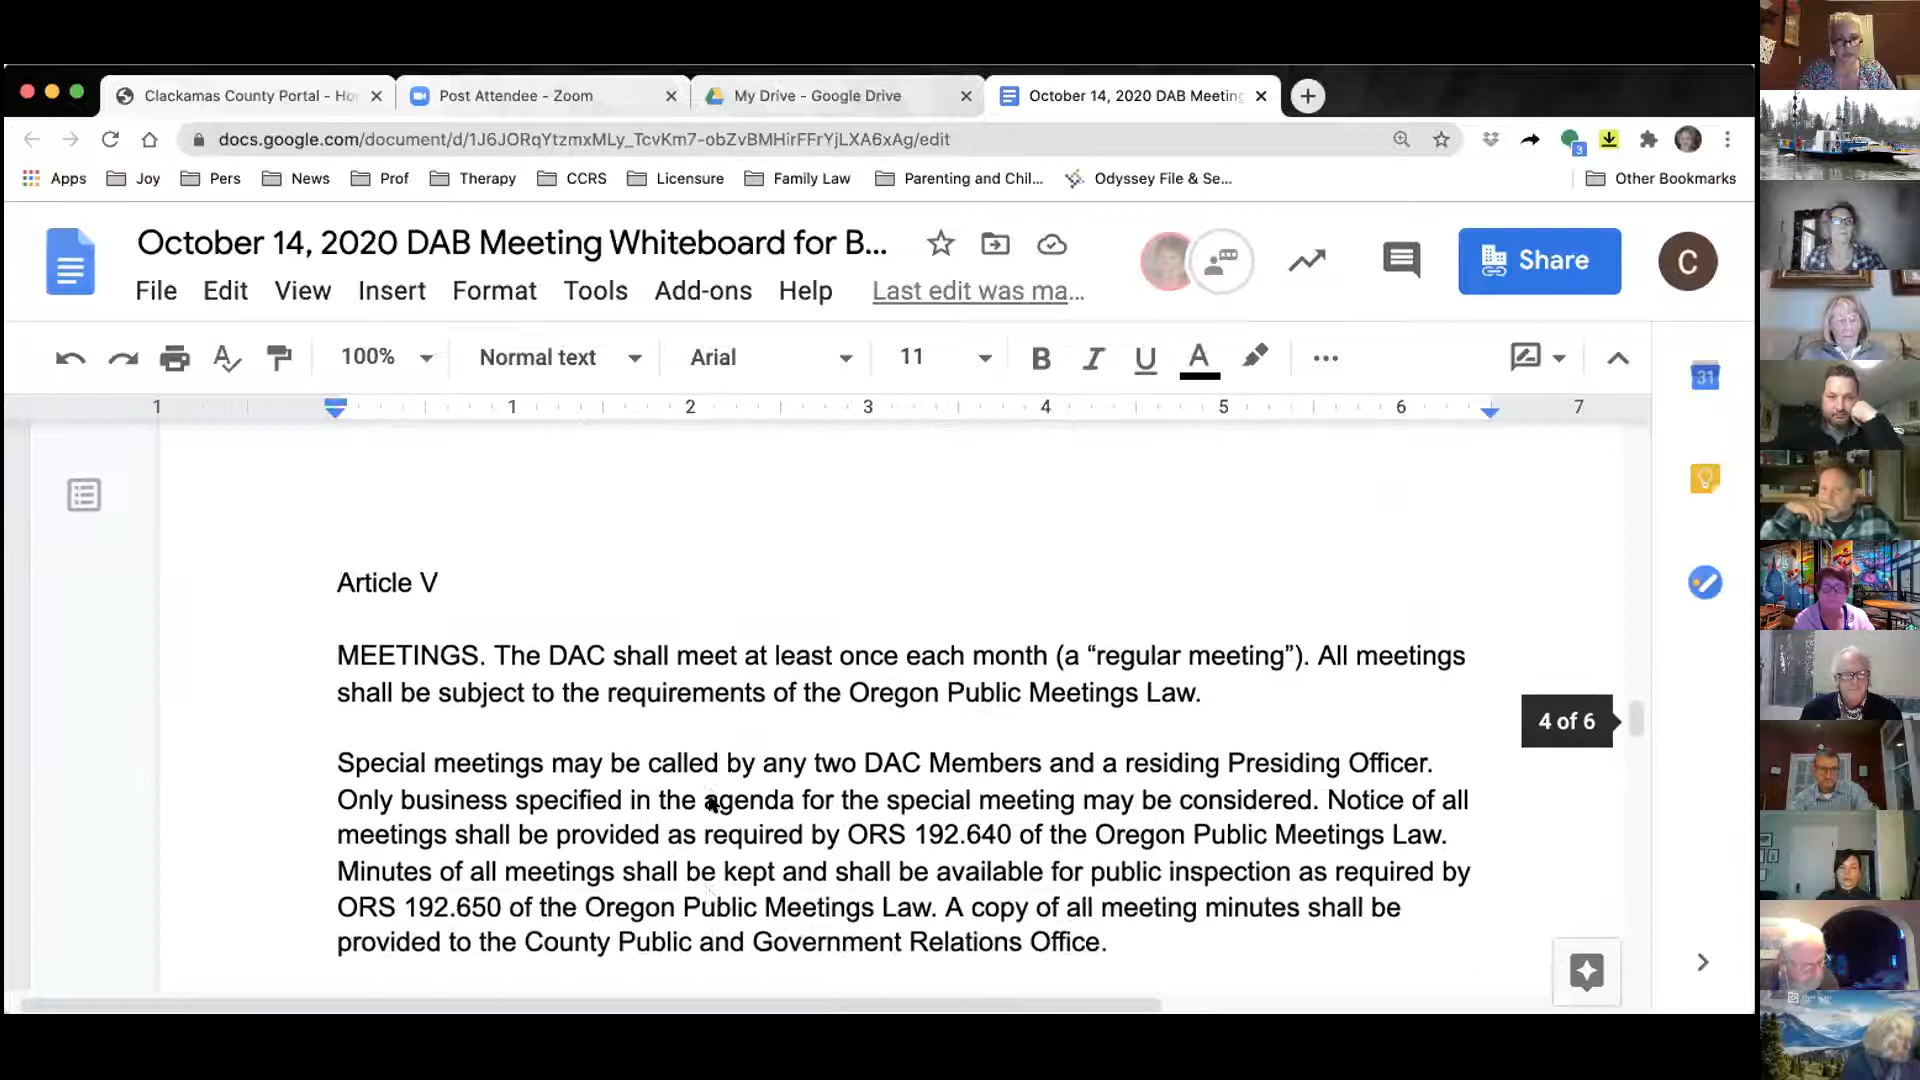 Clackamas County Portal - Ho
Post Attendee - Zoom
My Drive - Google Drive
October 14, 2020 DAB Meetin
docs.google.com/document/d/1J6JORqYtzmxMLy_TcvKm7-obZvBMHirFFrYjLXA6xAg/edit
3
Apps
Joy
Pers
News
Prof
Therapy
CCRS
Licensure
Family Law
Parenting and Chil...
Odyssey File & Se...
Other Bookmarks
October 14, 2020 DAB Meeting Whiteboard for B...
Share
C
File Edit View Insert Format Tools Add-ons Help Last edit was ma...
100% Normal text Arial 11 B I U A
31
1 1 2 3 4 5 6 7
Article V
MEETINGS. The DAC shall meet at least once each month (a “regular meeting”). All meetings
shall be subject to the requirements of the Oregon Public Meetings Law.
4 of 6
Special meetings may be called by any two DAC Members and a residing Presiding Officer.
Only business specified in the agenda for the special meeting may be considered. Notice of all
meetings shall be provided as required by ORS 192.640 of the Oregon Public Meetings Law.
Minutes of all meetings shall be kept and shall be available for public inspection as required by
ORS 192.650 of the Oregon Public Meetings Law. A copy of all meeting minutes shall be
provided to the County Public and Government Relations Office.